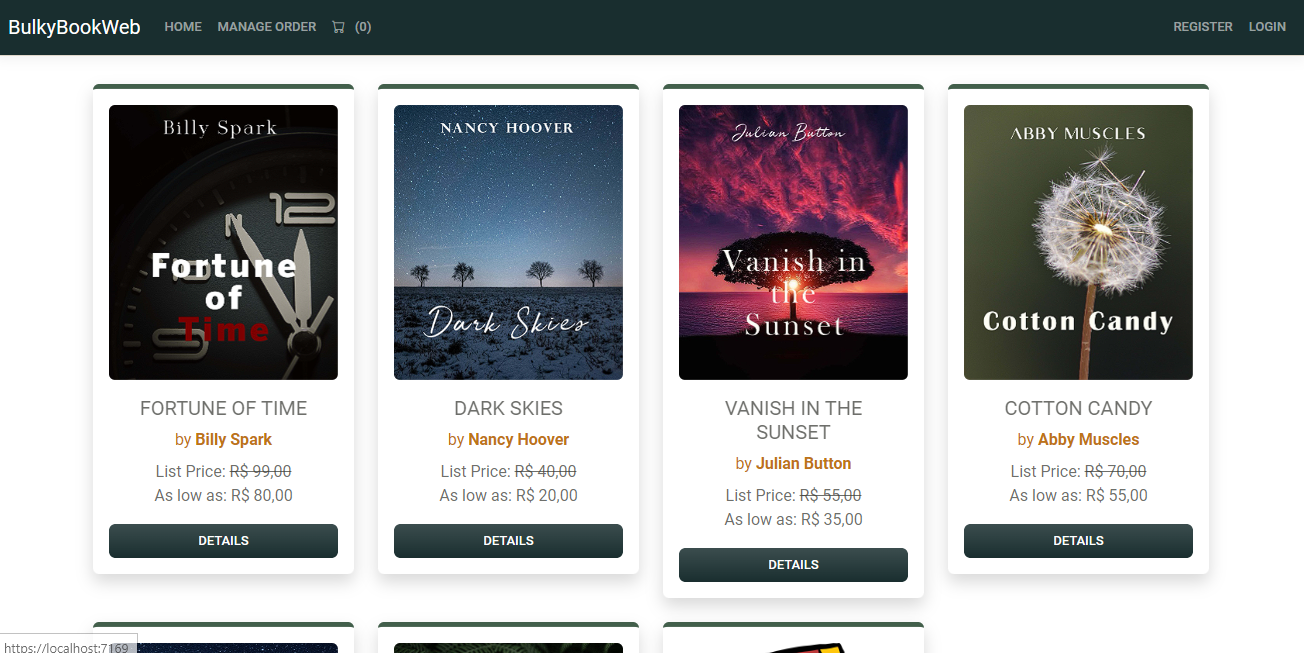 BulkyBookWeb HOME MANAGE ORDER (0) REGISTER LOGIN
Billy Spark
12
Fortune
of
Time
NANCY HOOVER
Dark Skies
Julian Button
Vanish in
the
Sunset
ABBY MUSCLES
Cotton Candy
FORTUNE OF TIME
by Billy Spark
List Price: R$ 99,00
As low as: R$ 80,00
DETAILS
DARK SKIES
by Nancy Hoover
List Price: R$ 40,00
As low as: R$ 20,00
DETAILS
VANISH IN THE
SUNSET
by Julian Button
List Price: R$ 55,00
As low as: R$ 35,00
DETAILS
COTTON CANDY
by Abby Muscles
List Price: R$ 70,00
As low as: R$ 55,00
DETAILS
https://localhost:7169